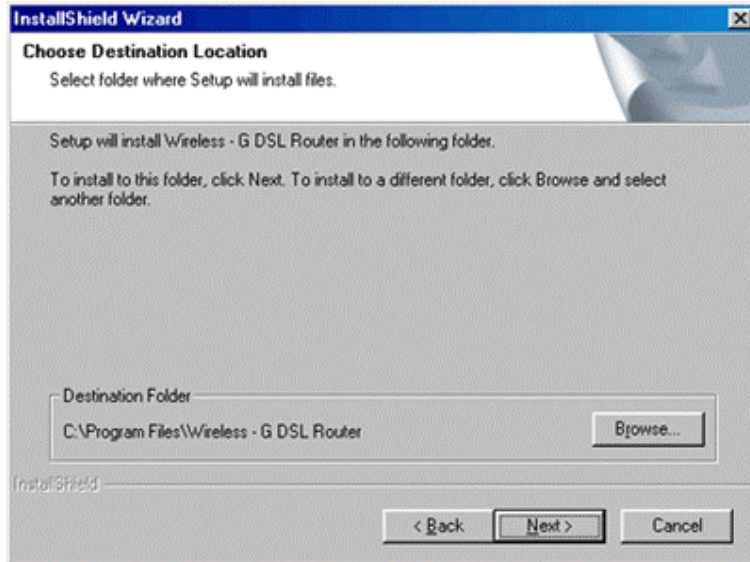 InstallShield Wizard
Choose Destination Location
Select folder where Setup will install files.
Setup will install Wireless - G DSL Router in the following folder.
To install to this folder, click Next. To install to a different folder, click Browse and select
another folder.
Destination Folder
C:\Program Files\Wireless - G DSL Router
Browse...
InstallShield
< Back
Next >
Cancel